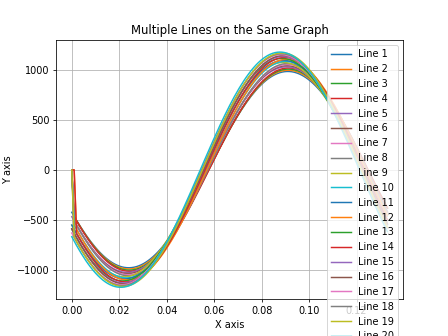 Multiple Lines on the Same Graph
Y axis
1000
500
0
−500
−1000
0.00
0.02
0.04
0.06
0.08
0.10
X axis
Line 1
Line 2
Line 3
Line 4
Line 5
Line 6
Line 7
Line 8
Line 9
Line 10
Line 11
Line 12
Line 13
Line 14
Line 15
Line 16
Line 17
Line 18
Line 19
Line 20